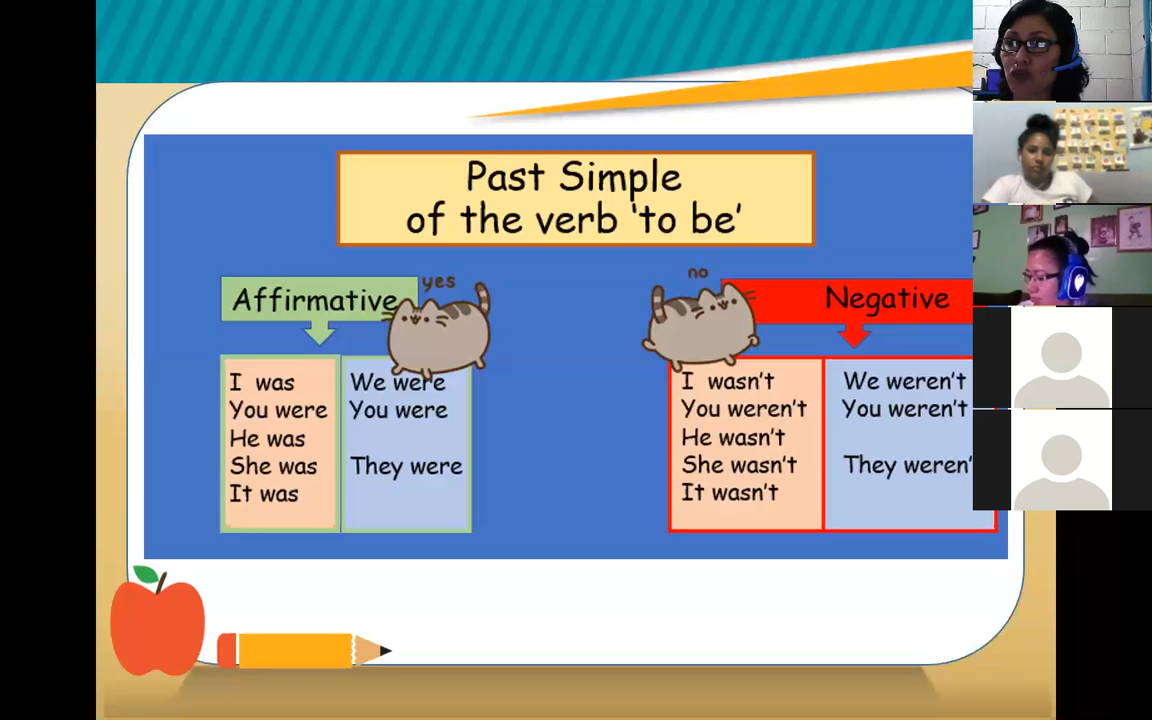 Past Simple
of the verb 'to be'
yes
Affirmative
I was
You were
He was
She was
It was
We were
You were
They were
no
Negative
I wasn't
You weren't
He wasn't
She wasn't
It wasn't
We weren't
You weren't
They weren'